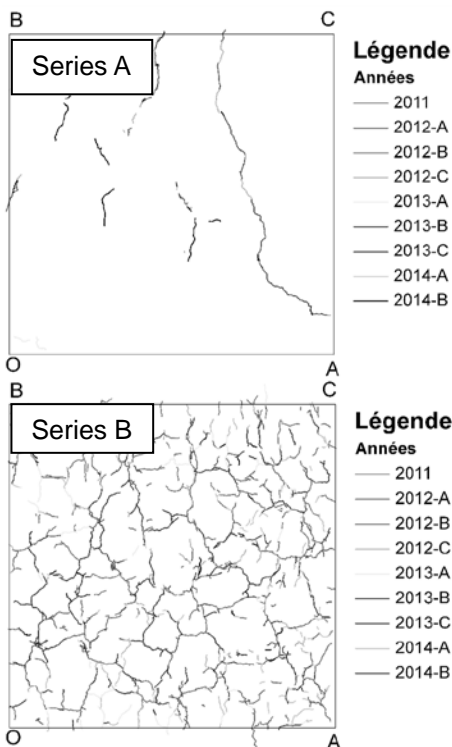 B C
Series A
Légende
Années
2011
2012-A
2012-B
2012-C
2013-A
2013-B
2013-C
2014-A
2014-B
O A
B C
Series B
Légende
Années
2011
2012-A
2012-B
2012-C
2013-A
2013-B
2013-C
2014-A
2014-B
O A